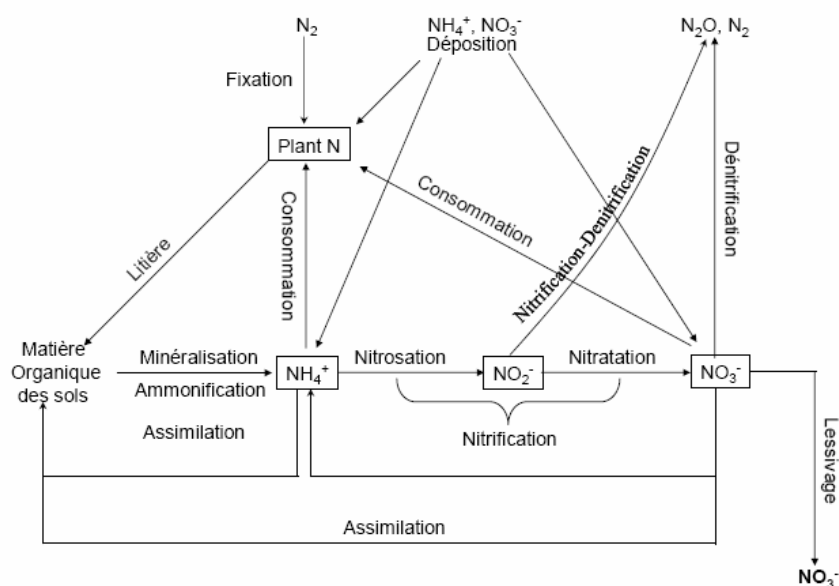 N₂
NH₄⁺, NO₃⁻
Déposition
N₂O, N₂
Fixation
Plant N
Consommation
Consommation
Nitrification-Denitrification
Dénitrification
Litière
Matière
Organique
des sols
Minéralisation
Ammonification
NH₄⁺
Nitrosation
NO₂⁻
Nitratation
NO₃⁻
Assimilation
Nitrification
Lessivage
Assimilation
NO₃⁻